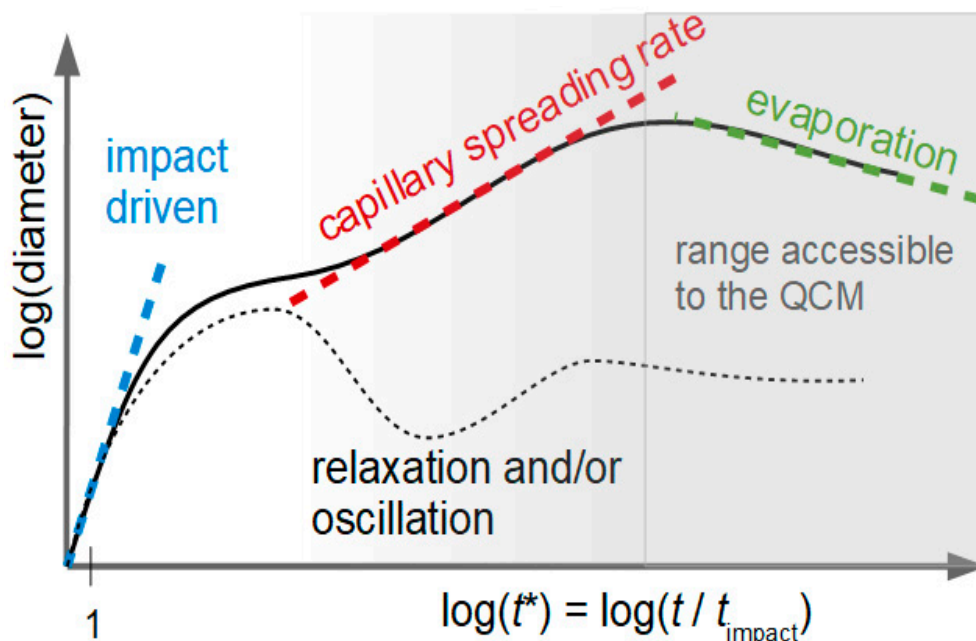 log(diameter)
impact
driven
capillary spreading rate
evaporation
range accessible
to the QCM
relaxation and/or
oscillation
1
log(t*) = log(t / t_impact)